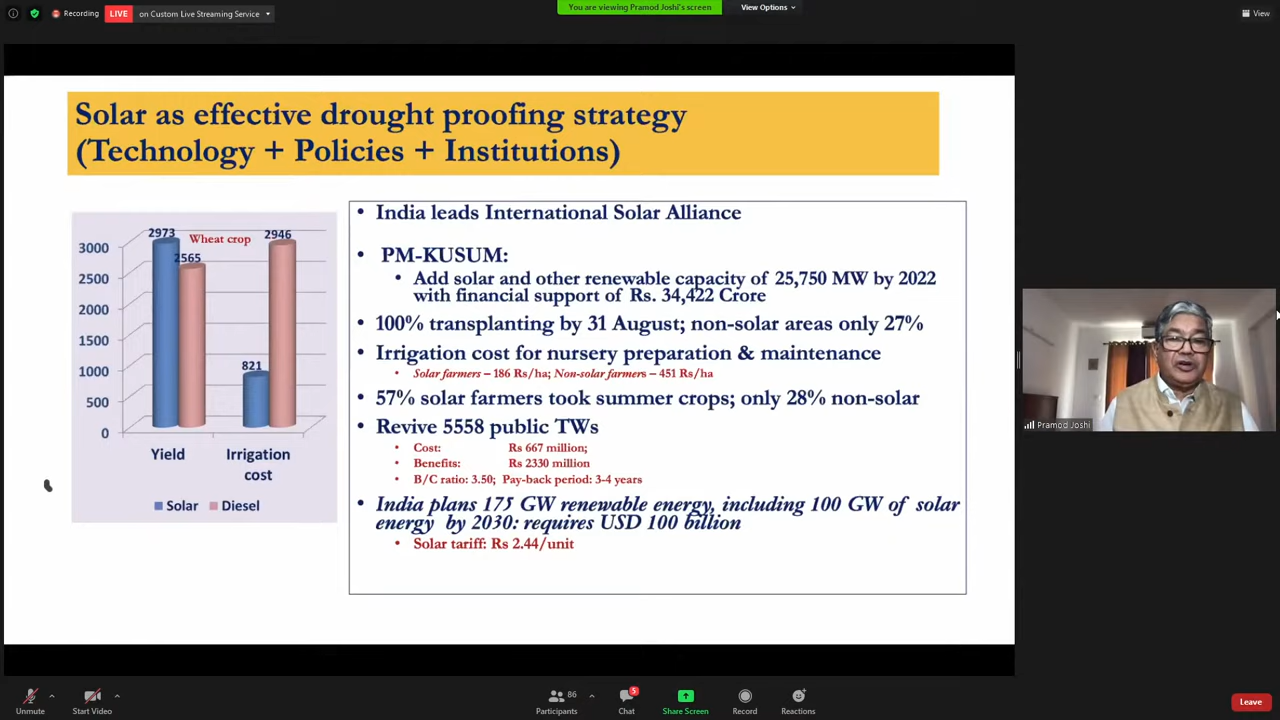 Recording
LIVE
on Custom Live Streaming Service
You are viewing Pramod Joshi's screen
View Options
View
Solar as effective drought proofing strategy
(Technology + Policies + Institutions)
2973
2946
Wheat crop
2565
821
3000
2500
2000
1500
1000
500
0
Yield
Irrigation
cost
Solar
Diesel
• India leads International Solar Alliance
• PM-KUSUM:
• Add solar and other renewable capacity of 25,750 MW by 2022
with financial support of Rs. 34,422 Crore
• 100% transplanting by 31 August; non-solar areas only 27%
• Irrigation cost for nursery preparation & maintenance
• Solar farmers – 186 Rs/ha; Non-solar farmers – 451 Rs/ha
• 57% solar farmers took summer crops; only 28% non-solar
• Revive 5558 public TWs
• Cost: Rs 667 million;
• Benefits: Rs 2330 million
• B/C ratio: 3.50; Pay-back period: 3-4 years
• India plans 175 GW renewable energy, including 100 GW of solar
energy by 2030: requires USD 100 billion
• Solar tariff: Rs 2.44/unit
Pramod Joshi
Unmute
Start Video
86
Participants
5
Chat
Share Screen
Record
Reactions
Leave